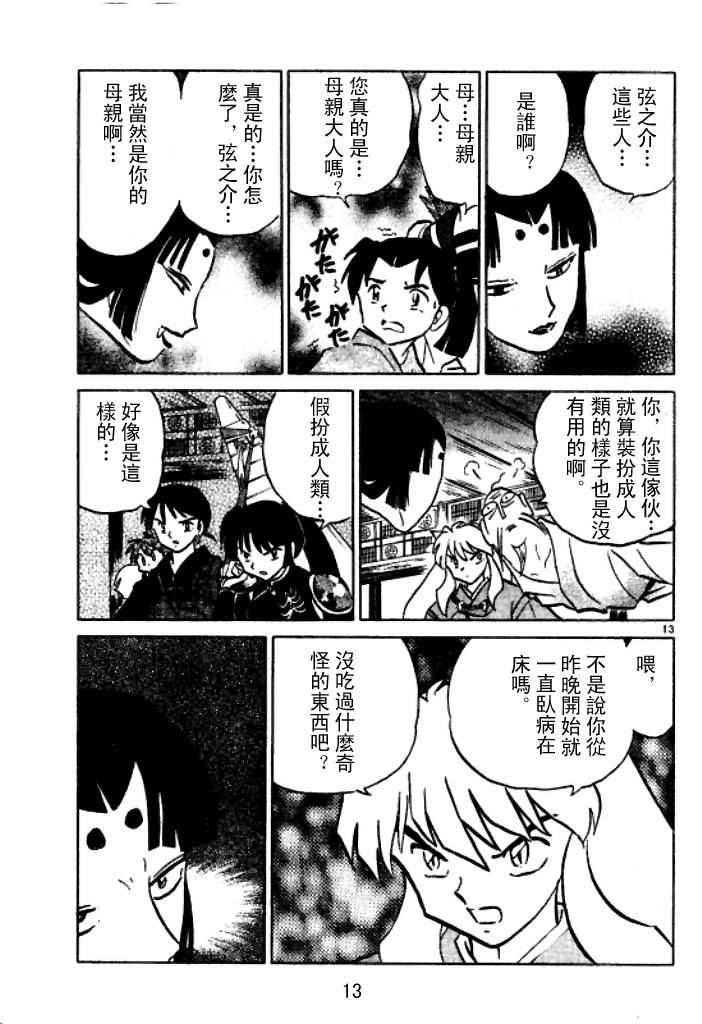 弦之介…
這些人…
是誰啊？
母…母親
大人…
您真的是…
母親大人嗎？
がた
がた
がた
真是的…你怎
麼了，弦之介…
我當然是你的
母親啊…
你，你這傢伙…
就算裝扮成人
類的樣子也是沒
有用的啊。
假扮成人類…
好像是這
樣的…
13
喂，
不是說你從
昨晚開始就
一直臥病在
床嗎。
沒吃過什麼奇
怪的東西吧？
13